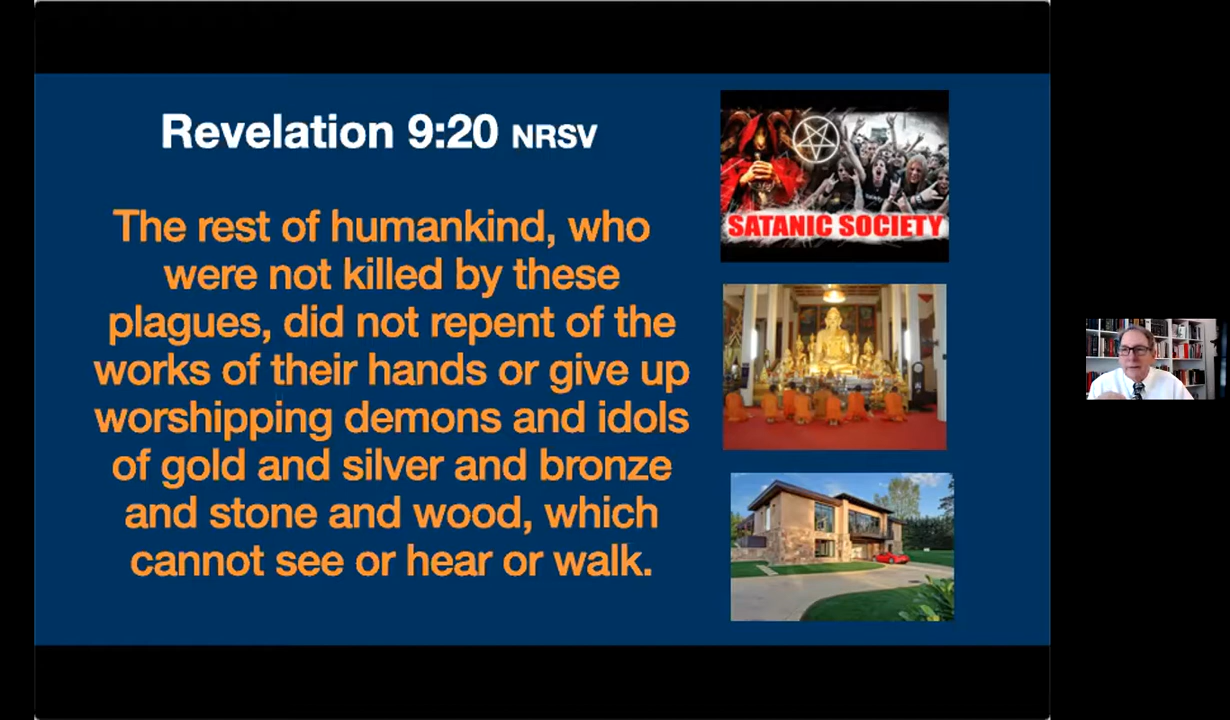 Revelation 9:20 NRSV
The rest of humankind, who
were not killed by these
plagues, did not repent of the
works of their hands or give up
worshipping demons and idols
of gold and silver and bronze
and stone and wood, which
cannot see or hear or walk.
SATANIC SOCIETY